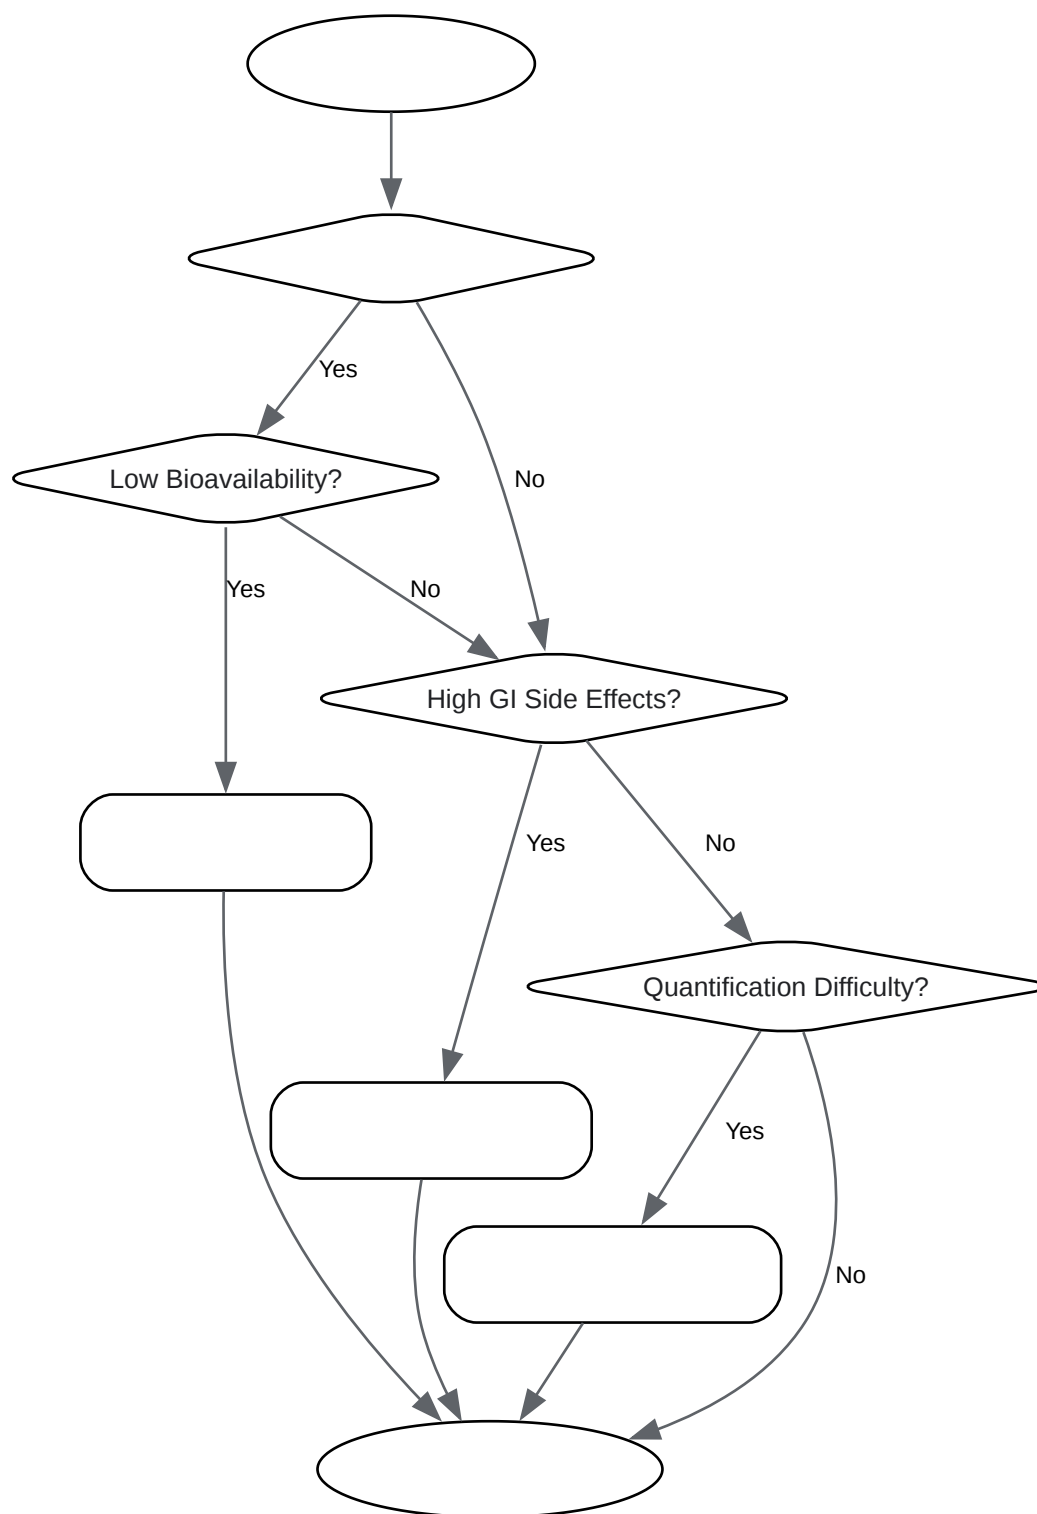 Yes
Low Bioavailability?
No
Yes
No
High GI Side Effects?
Yes
No
Quantification Difficulty?
Yes
No